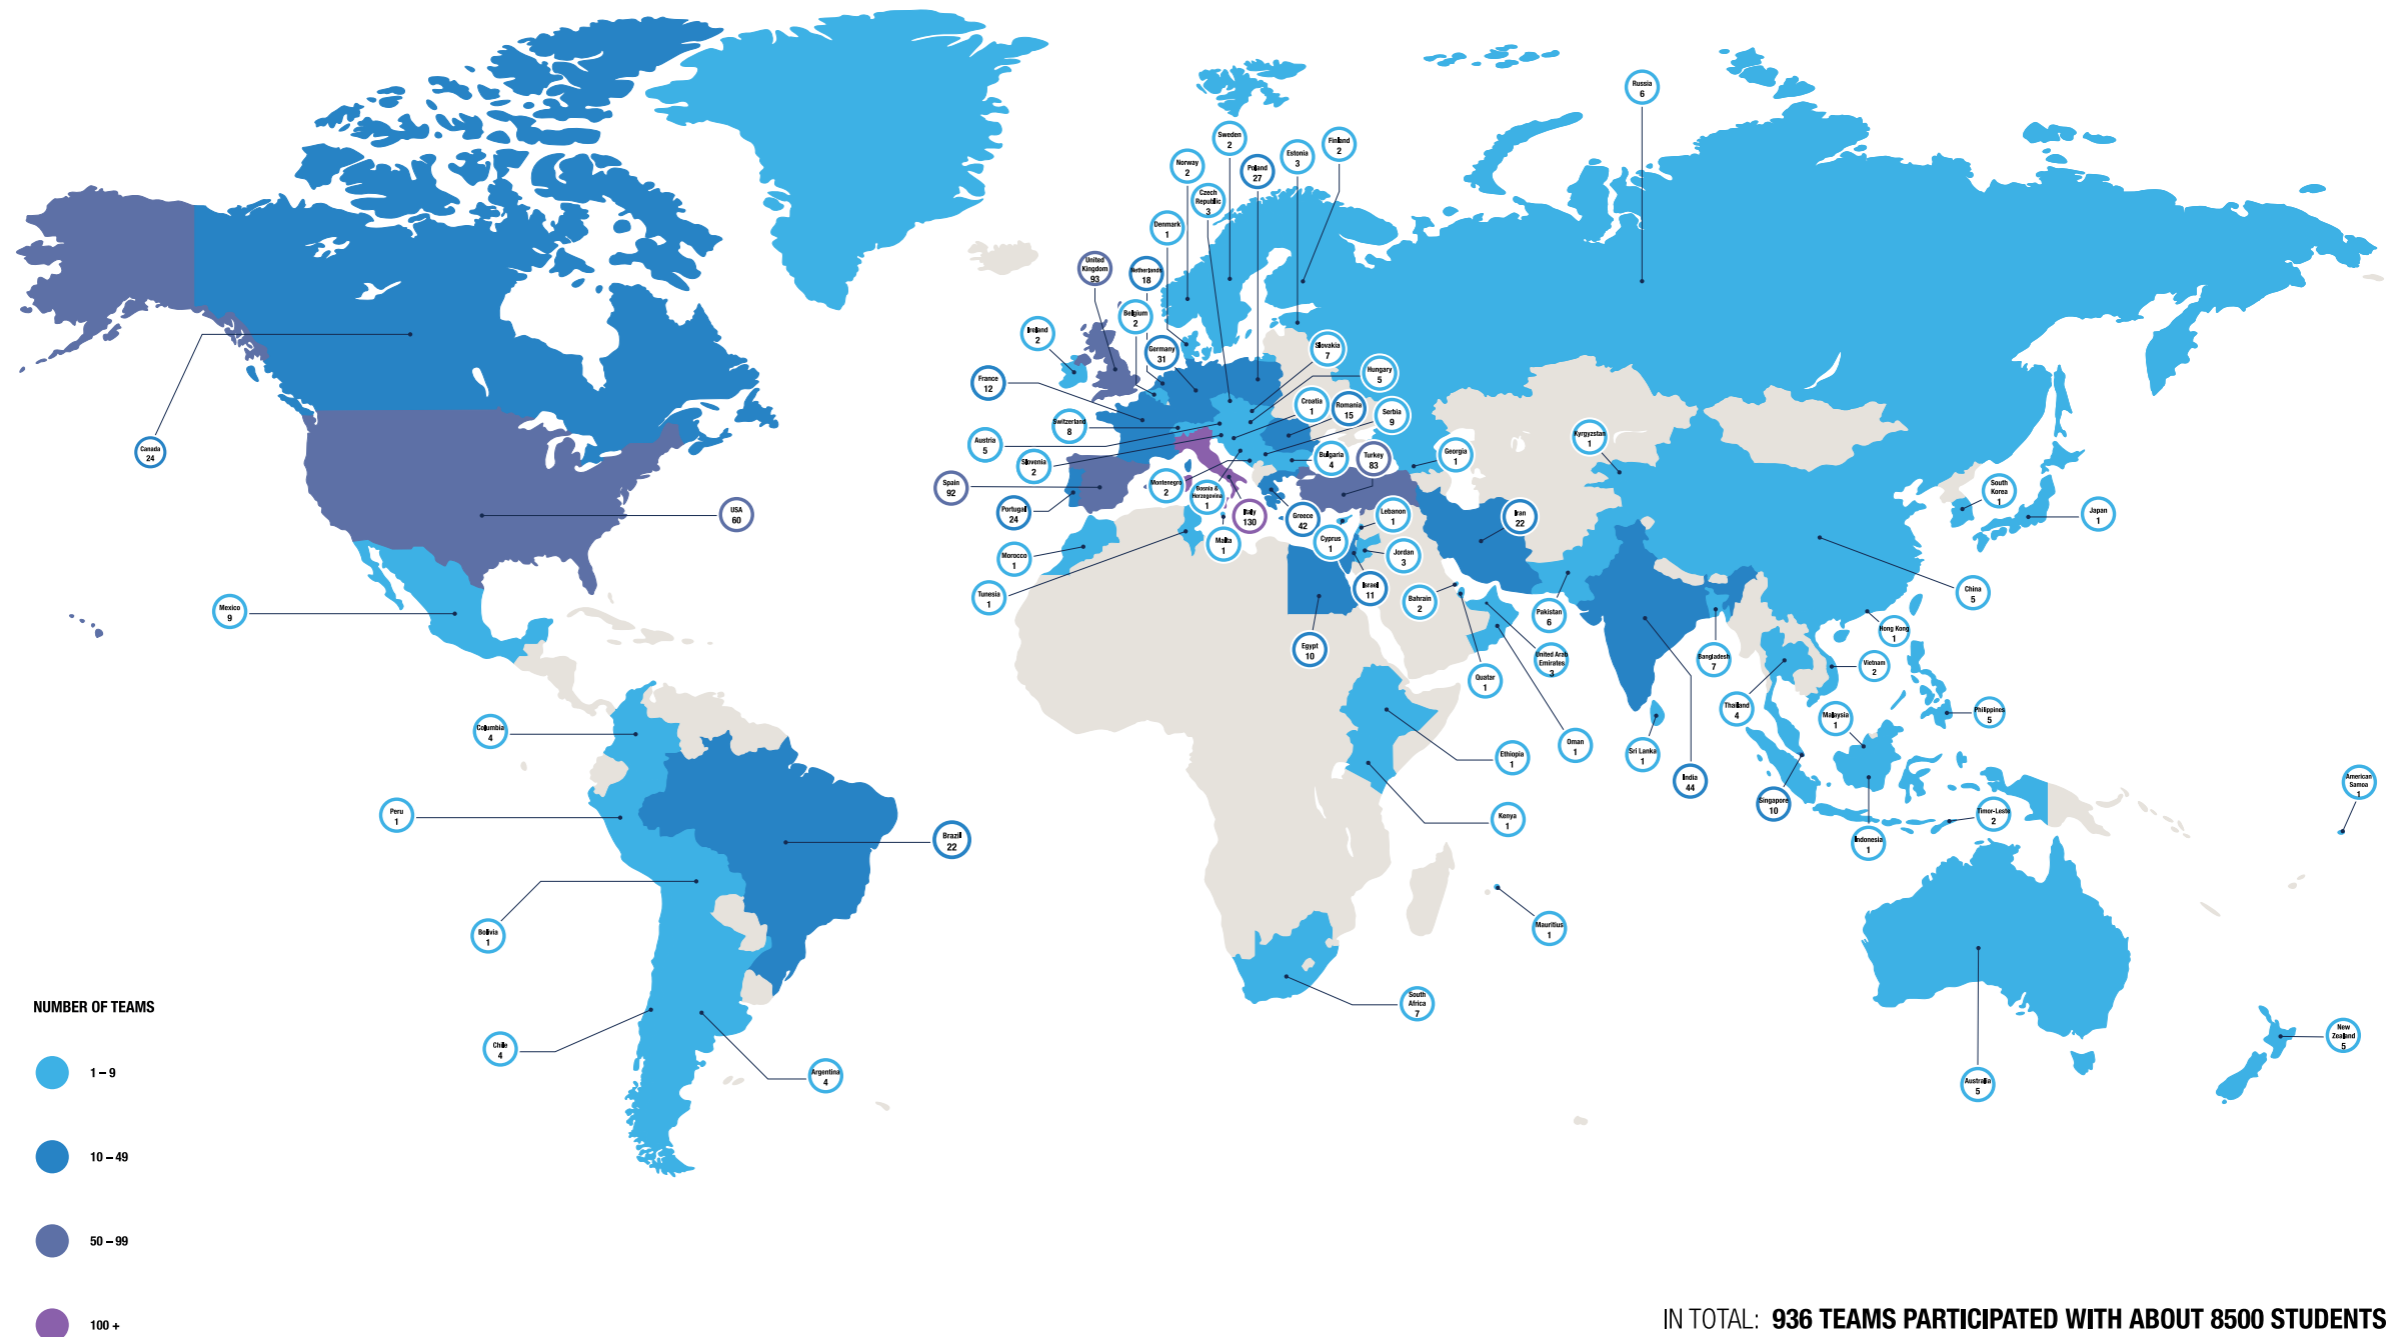 Russia
6
Sweden
2
Finland
2
Estonia
3
Norway
2
Poland
27
Czech
Republic
3
Denmark
1
United
Kingdom
93
Netherlands
18
Belgium
2
Ireland
2
Germany
31
Slovakia
7
France
12
Hungary
5
Croatia
1
Romania
15
Serbia
9
Switzerland
8
Austria
5
Slovenia
2
Bulgaria
4
Turkey
83
Georgia
1
Kyrgyzstan
1
Canada
24
Spain
92
Montenegro
2
Bosnia &
Herzegovina
1
Italy
130
Portugal
24
Greece
42
Lebanon
1
Iran
22
South
Korea
1
Japan
1
USA
60
Malta
1
Cyprus
1
Jordan
3
Morocco
1
Tunesia
1
Israel
11
Bahrain
2
Pakistan
6
China
5
Mexico
9
Egypt
10
Hong Kong
1
United Arab
Emirates
3
Bangladesh
7
Vietnam
2
Quatar
1
Thailand
4
Malaysia
1
Philippines
5
Columbia
4
Oman
1
Ethiopia
1
Sri Lanka
1
India
44
Singapore
10
American
Samoa
1
Peru
1
Kenya
1
Timor-Leste
2
Brazil
22
Indonesia
1
Bolivia
1
Mauritius
1
South
Africa
7
Chile
4
Argentina
4
New
Zealand
5
Australia
5
NUMBER OF TEAMS
1 – 9
10 – 49
50 – 99
100 +
IN TOTAL: 936 TEAMS PARTICIPATED WITH ABOUT 8500 STUDENTS